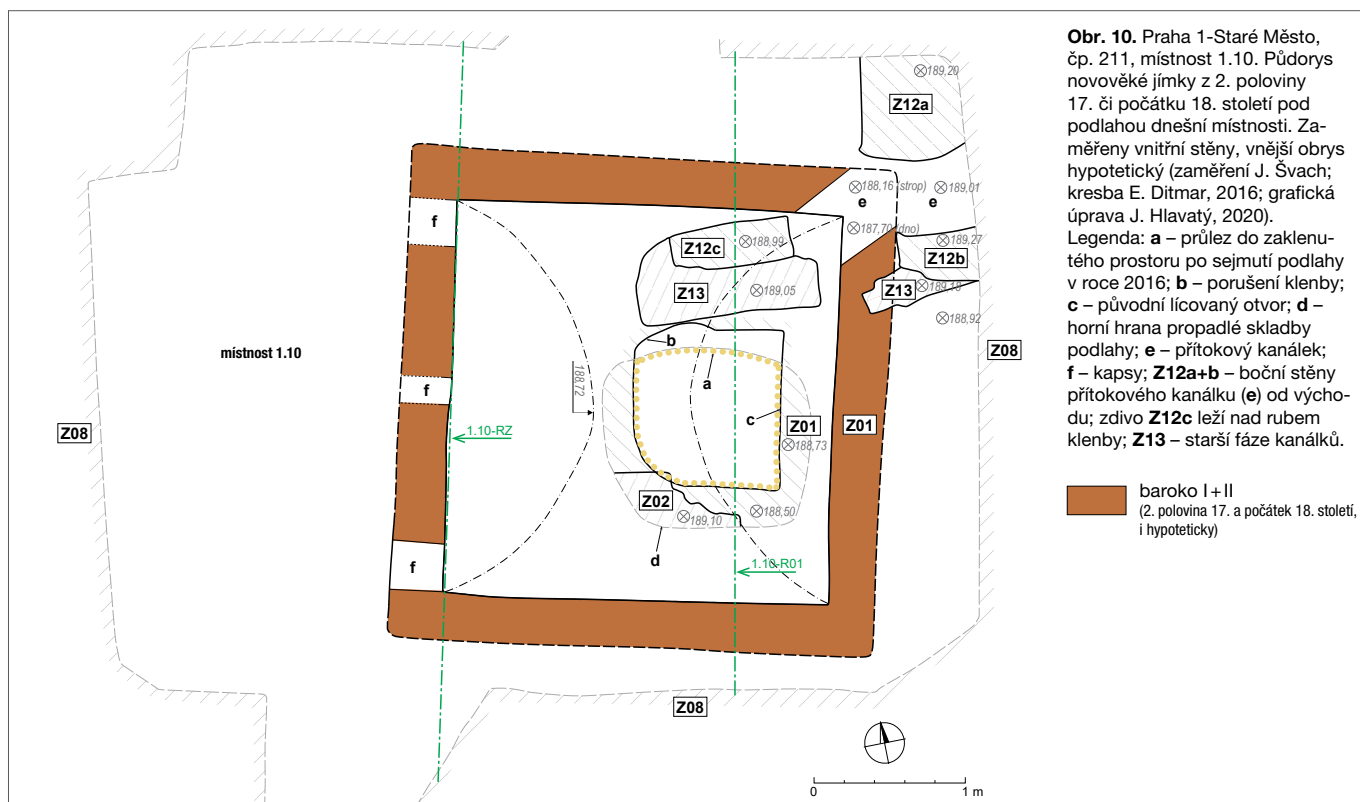 Obr. 10. Praha 1-Staré Město,
čp. 211, místnost 1.10. Půdorys
novověké jímky z 2. poloviny
17. či počátku 18. století pod
podlahou dnešní místnosti. Za-
měřeny vnitřní stěny, vnější obrys
hypotetický (zaměření J. Švach;
kresba E. Ditmar, 2016; grafická
úprava J. Hlavatý, 2020).
Legenda: a – průlez do zaklenu-
tého prostoru po sejmutí podlahy
v roce 2016; b – porušení klenby;
c – původní lícovaný otvor; d –
horní hrana propadlé skladby
podlahy; e – přítokový kanálek;
f – kapsy; Z12a+b – boční stěny
přítokového kanálku (e) od výcho-
du; zdivo Z12c leží nad rubem
klenby; Z13 – starší fáze kanálků.
baroko I+II
(2. polovina 17. a počátek 18. století,
i hypoteticky)
189,20
Z12a
188,16 (strop)
189,01
e
e
f
187,70 (dno)
Z12c
188,99
189,27
Z12b
Z13
189,05
Z13
189,18
188,92
b
místnost 1.10
a
Z08
188,72
f
c
Z01
Z01
Z08
1.10-RZ
188,73
Z02
188,50
189,10
d
f
1.10-R01
Z08
0
1 m